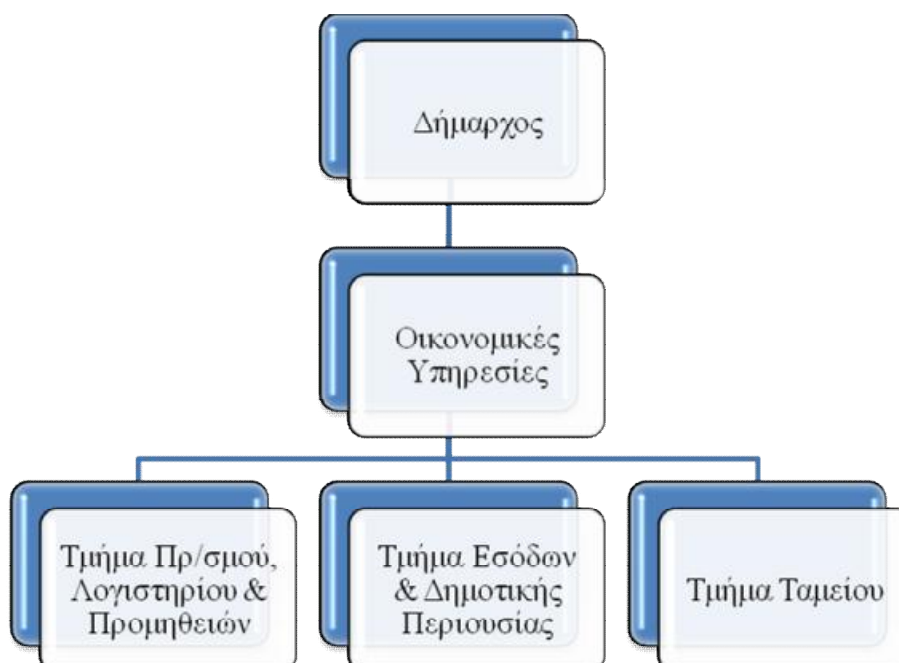 Δήμαρχος
Οικονομικές
Υπηρεσίες
Τμήμα Πρ/σμού,
Λογιστηρίου &
Προμηθειών
Τμήμα Εσόδων
& Δημοτικής
Περιουσίας
Τμήμα Ταμείου